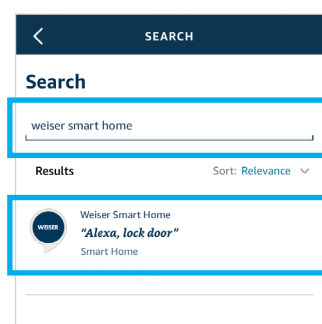 SEARCH
Search
weiser smart home
Results
Sort: Relevance
WEISER
Weiser Smart Home
"Alexa, lock door"
Smart Home